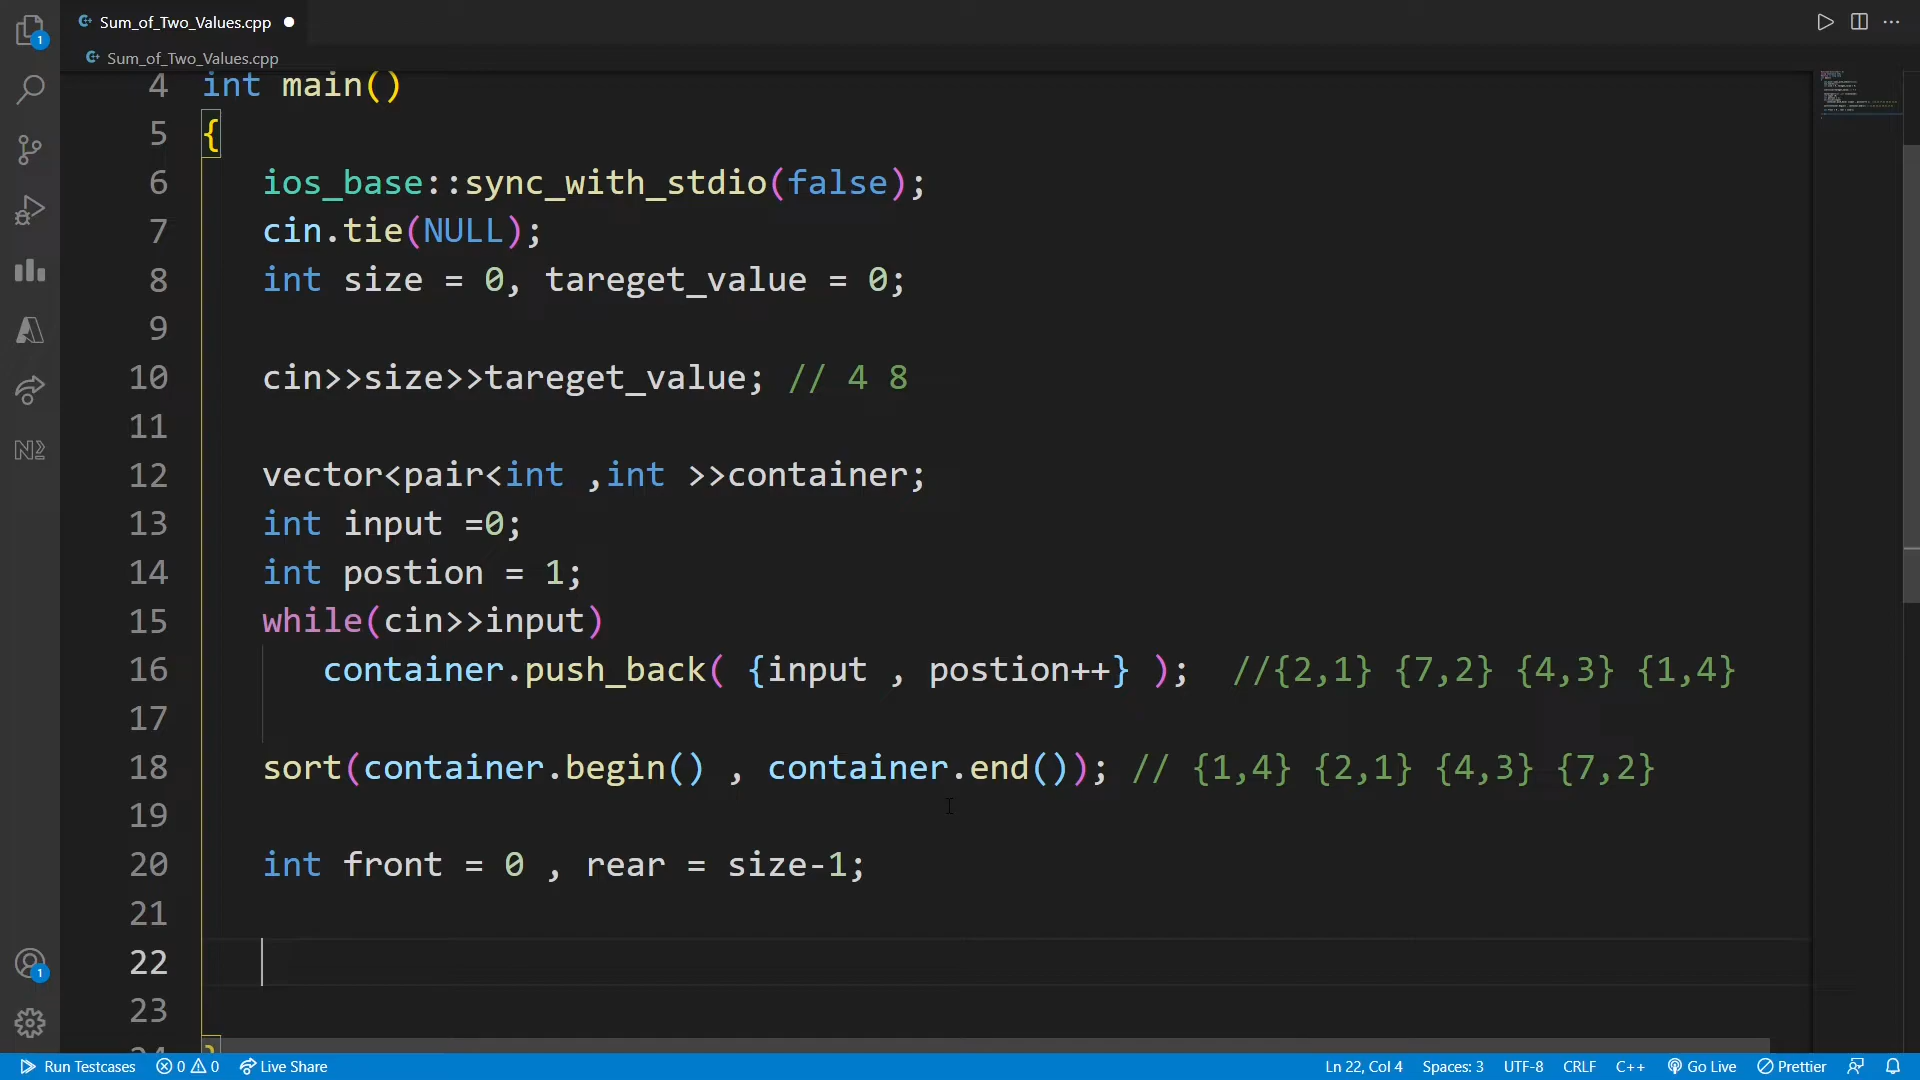 Sum_of_Two_Values.cpp
Sum_of_Two_Values.cpp
4 int main()
5 {
6 ios_base::sync_with_stdio(false);
7 cin.tie(NULL);
8 int size = 0, tareget_value = 0;
9
10 cin>>size>>tareget_value; // 4 8
11
12 vector<pair<int ,int >>container;
13 int input =0;
14 int postion = 1;
15 while(cin>>input)
16 container.push_back( {input , postion++} ); //{2,1} {7,2} {4,3} {1,4}
17
18 sort(container.begin() , container.end()); // {1,4} {2,1} {4,3} {7,2}
19
20 int front = 0 , rear = size-1;
21
22
23
24 }
1
1
Run Testcases 0 0 Live Share Ln 22, Col 4 Spaces: 3 UTF-8 CRLF C++ Go Live Prettier